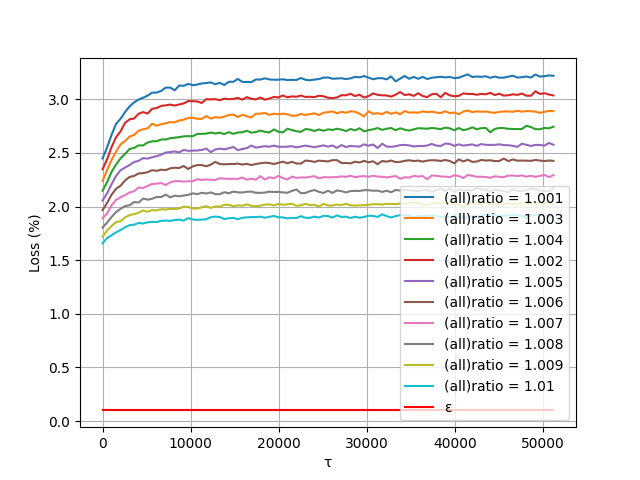 Loss (%)
3.0
2.5
2.0
1.5
1.0
0.5
0.0
0 10000 20000 30000 40000 50000
τ
(all)ratio = 1.001
(all)ratio = 1.003
(all)ratio = 1.004
(all)ratio = 1.002
(all)ratio = 1.005
(all)ratio = 1.006
(all)ratio = 1.007
(all)ratio = 1.008
(all)ratio = 1.009
(all)ratio = 1.01
ε